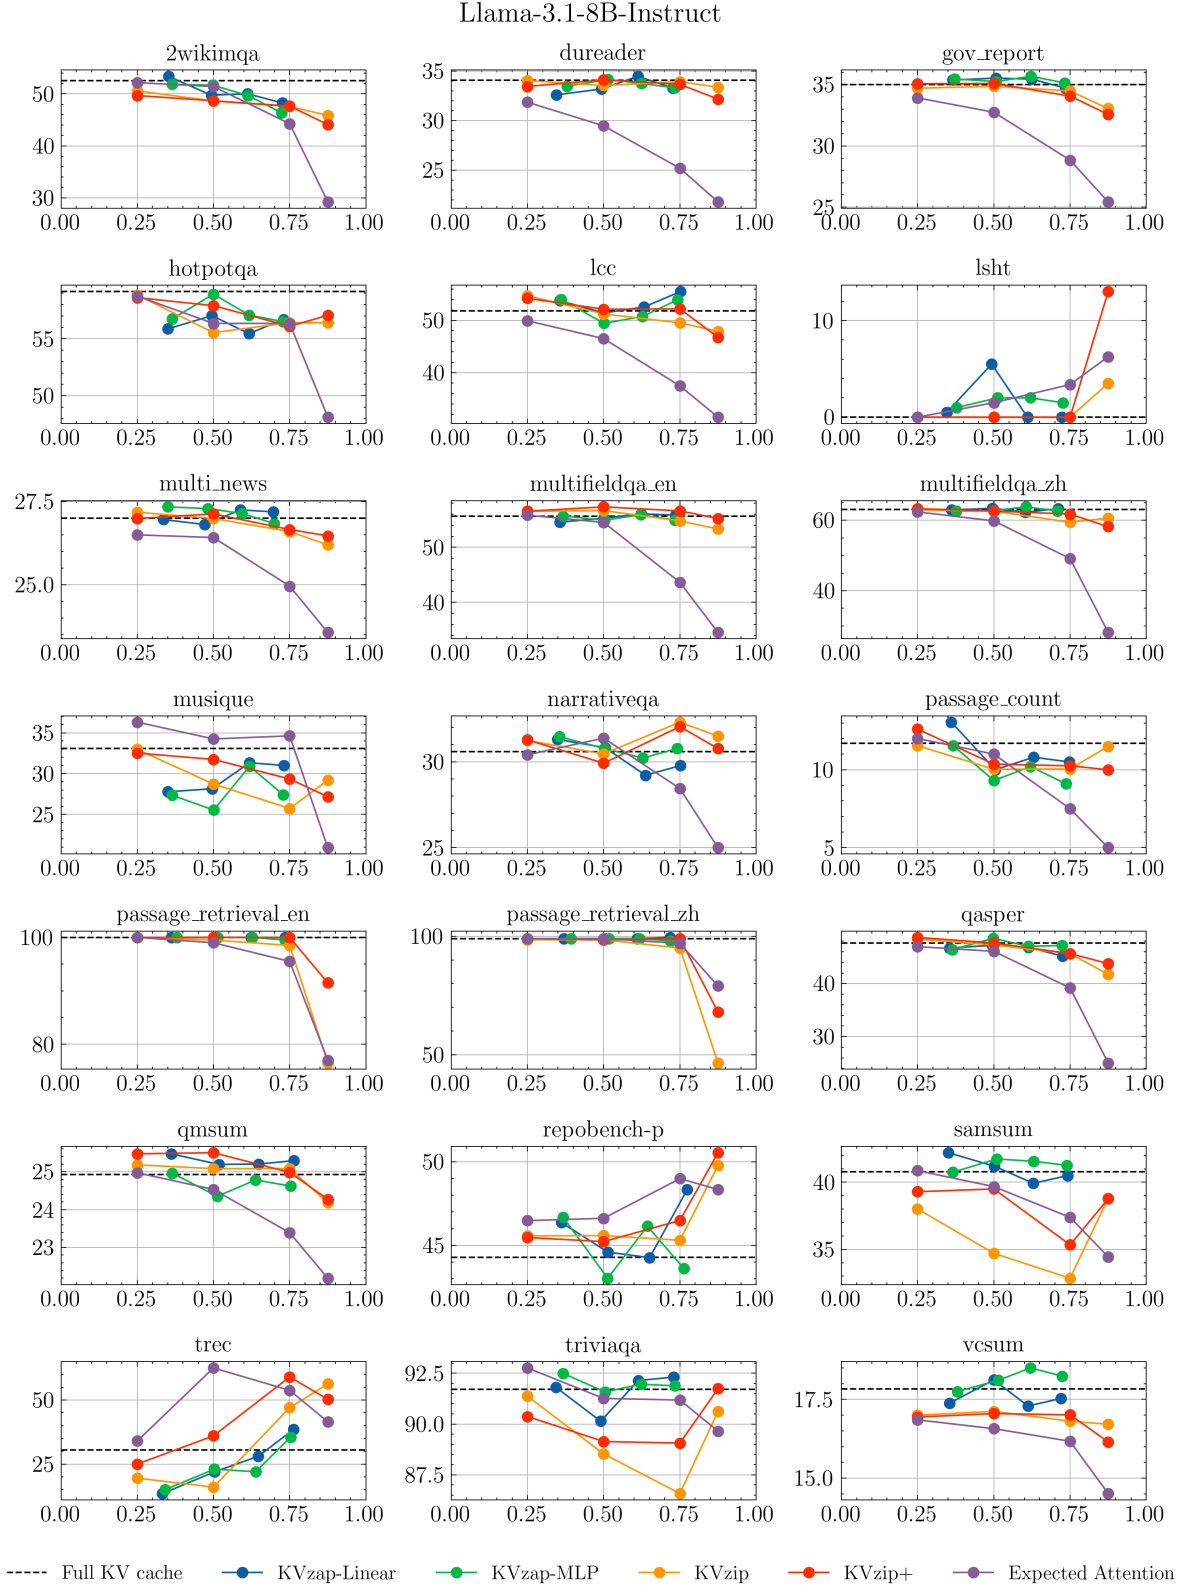 Llama-3.1-8B-Instruct
2wikimqa dureader gov_report
50 40 30
0.00 0.25 0.50 0.75 1.00
35 30 25
0.00 0.25 0.50 0.75 1.00
35 30 25
0.00 0.25 0.50 0.75 1.00
hotpotqa lcc lsht
55 50
0.00 0.25 0.50 0.75 1.00
50 40
0.00 0.25 0.50 0.75 1.00
10 0
0.00 0.25 0.50 0.75 1.00
multi_news multifieldqa_en multifieldqa_zh
27.5 25.0
0.00 0.25 0.50 0.75 1.00
50 40
0.00 0.25 0.50 0.75 1.00
60 40
0.00 0.25 0.50 0.75 1.00
musique narrativeqa passage_count
35 30 25
0.00 0.25 0.50 0.75 1.00
30 25
0.00 0.25 0.50 0.75 1.00
10 5
0.00 0.25 0.50 0.75 1.00
passage_retrieval_en passage_retrieval_zh qasper
100 80
0.00 0.25 0.50 0.75 1.00
100 50
0.00 0.25 0.50 0.75 1.00
40 30
0.00 0.25 0.50 0.75 1.00
qmsum repobench-p samsum
25 24 23
0.00 0.25 0.50 0.75 1.00
50 45
0.00 0.25 0.50 0.75 1.00
40 35
0.00 0.25 0.50 0.75 1.00
trec triviaqa vcsum
50 25
0.00 0.25 0.50 0.75 1.00
92.5 90.0 87.5
0.00 0.25 0.50 0.75 1.00
17.5 15.0
0.00 0.25 0.50 0.75 1.00
Full KV cache KVzap-Linear KVzap-MLP KVzip KVzip+ Expected Attention